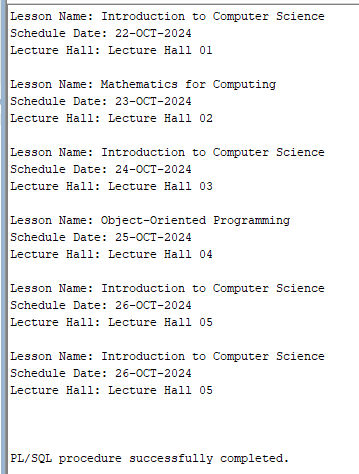 Lesson Name: Introduction to Computer Science
Schedule Date: 22-OCT-2024
Lecture Hall: Lecture Hall 01
Lesson Name: Mathematics for Computing
Schedule Date: 23-OCT-2024
Lecture Hall: Lecture Hall 02
Lesson Name: Introduction to Computer Science
Schedule Date: 24-OCT-2024
Lecture Hall: Lecture Hall 03
Lesson Name: Object-Oriented Programming
Schedule Date: 25-OCT-2024
Lecture Hall: Lecture Hall 04
Lesson Name: Introduction to Computer Science
Schedule Date: 26-OCT-2024
Lecture Hall: Lecture Hall 05
Lesson Name: Introduction to Computer Science
Schedule Date: 26-OCT-2024
Lecture Hall: Lecture Hall 05
PL/SQL procedure successfully completed.